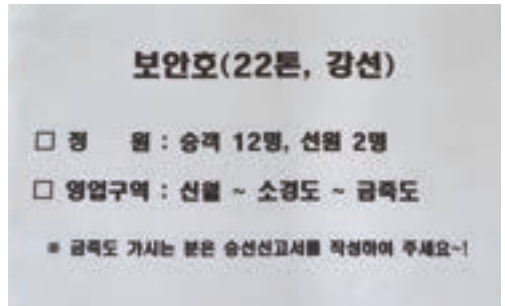 보안호(22톤, 강선)
□ 정 원 : 승객 12명, 선원 2명
□ 영업구역 : 신월 ~ 소경도 ~ 금죽도
※ 금죽도 가시는 분은 승선신고서를 작성하여 주세요~!